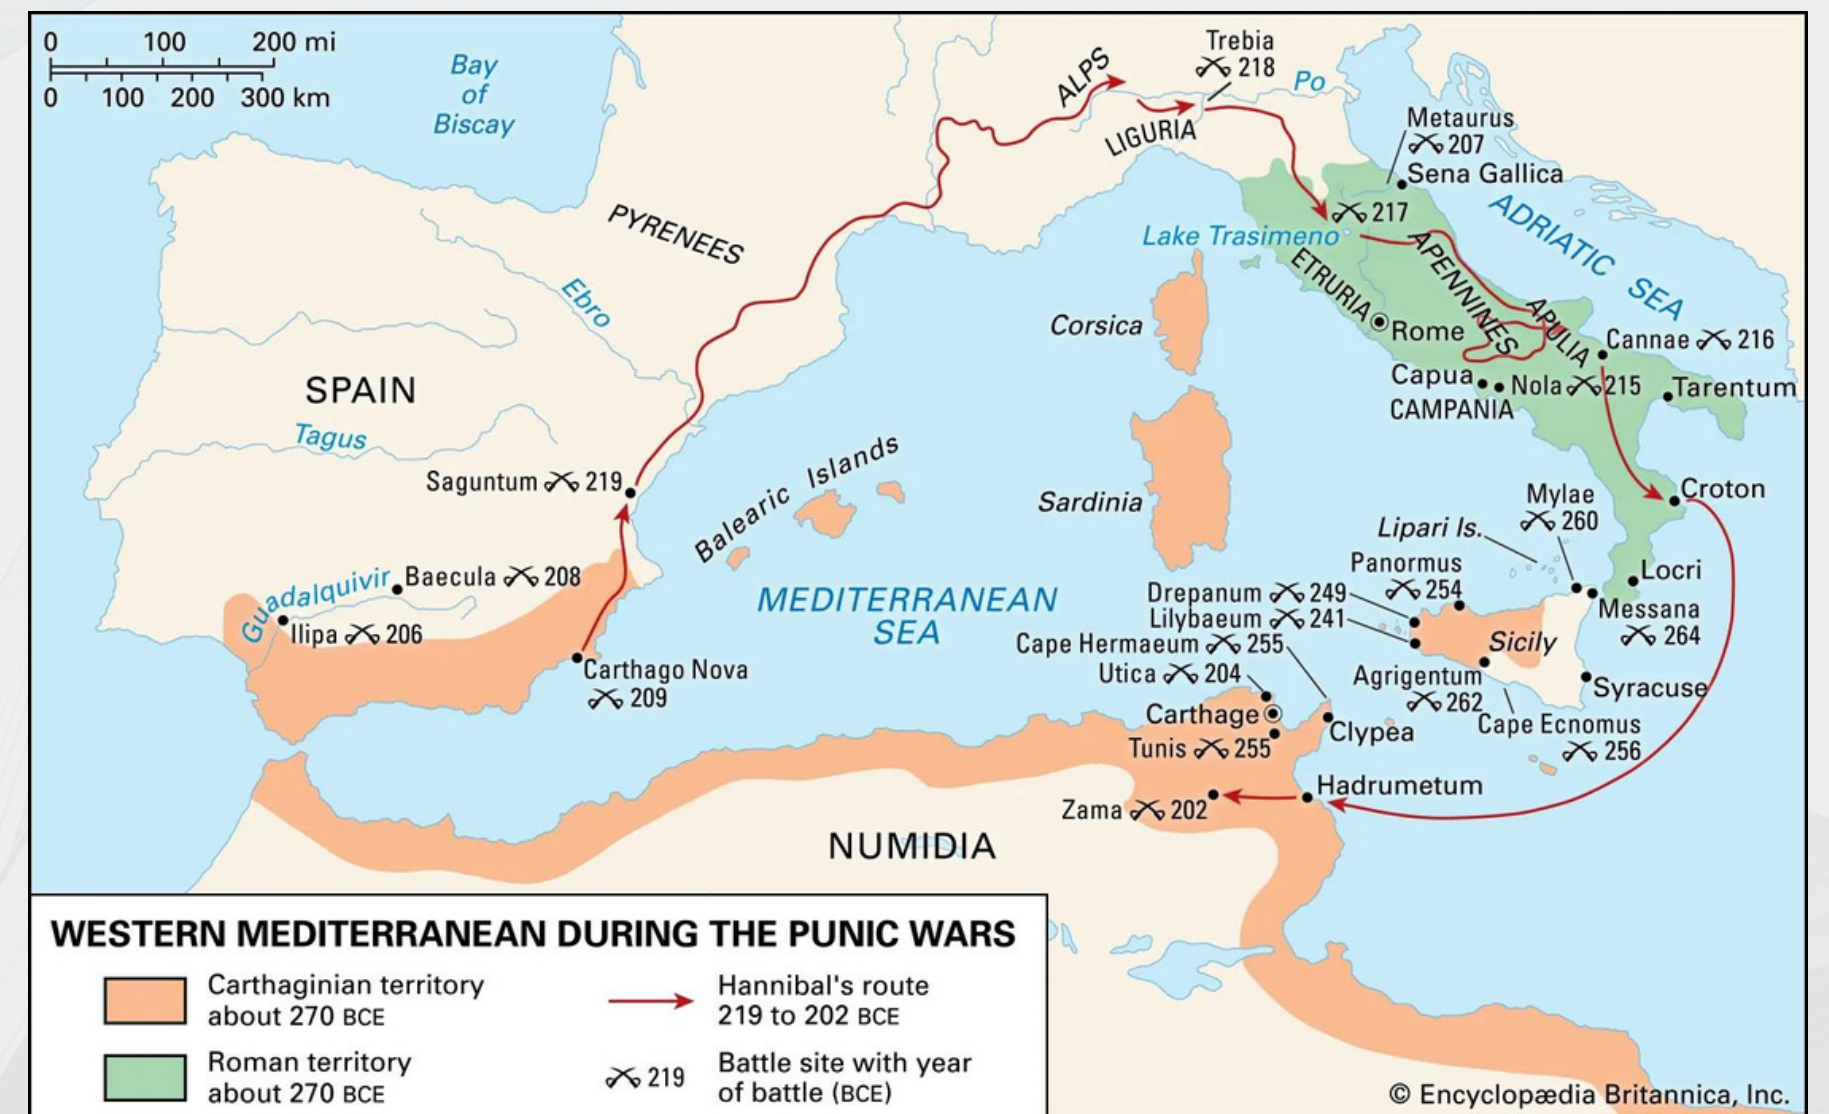 0 100 200 mi
0 100 200 300 km
Bay
of
Biscay
ALPS
Trebia
218
Po
LIGURIA
Metaurus
207
Sena Gallica
PYRENEES
217
Lake Trasimeno
ADRIATIC SEA
ETRURIA
APENNINES
APULIA
Ebro
Corsica
Rome
Cannae 216
SPAIN
Capua
Nola 215
Tarentum
CAMPANIA
Tagus
Saguntum 219
Balearic Islands
Sardinia
Croton
Mylae
260
Lipari Is.
Panormus
254
Locri
Guadalquivir
Baecula 208
Drepanum 249
Lilybaeum 241
MEDITERRANEAN
SEA
Messana
264
Ilipa 206
Cape Hermaeum 255
Sicily
Utica 204
Carthago Nova
209
Agrigentum
262
Syracuse
Carthage
Clypea
Cape Ecnomus
256
Tunis 255
Hadrumetum
Zama 202
NUMIDIA
WESTERN MEDITERRANEAN DURING THE PUNIC WARS
Carthaginian territory
about 270 BCE
Hannibal's route
219 to 202 BCE
Roman territory
about 270 BCE
219
Battle site with year
of battle (BCE)
© Encyclopædia Britannica, Inc.